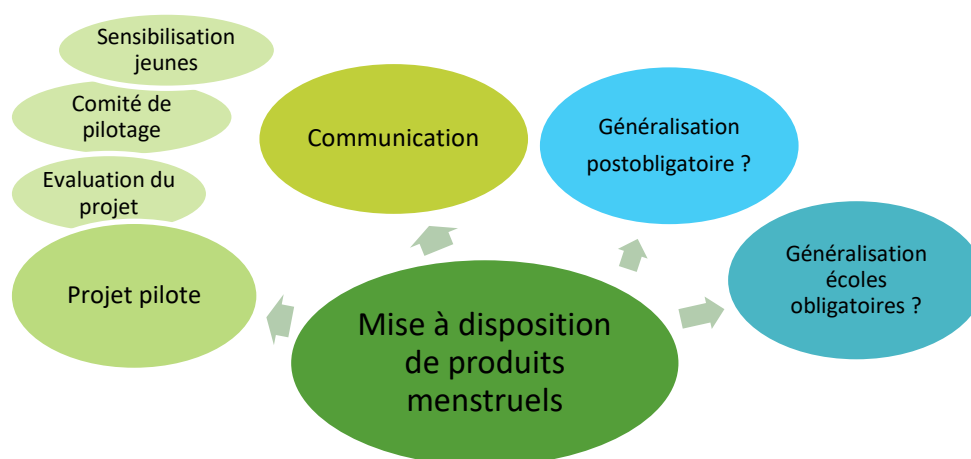 Sensibilisation
jeunes
Comité de
pilotage
Evaluation du
projet
Projet pilote
Communication
Généralisation
postobligatoire ?
Généralisation
écoles
obligatoires ?
Mise à disposition
de produits
menstruels